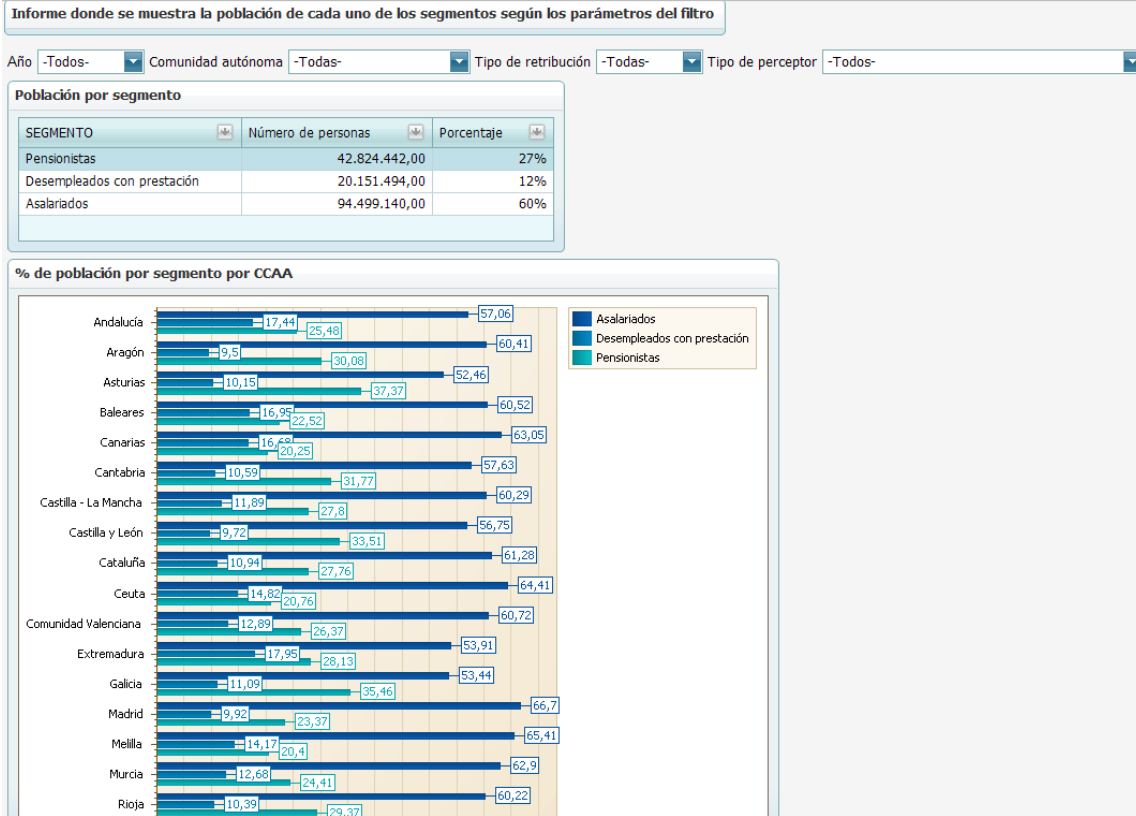 Informe donde se muestra la población de cada uno de los segmentos según los parámetros del filtro
Año -Todos- Comunidad autónoma -Todas- Tipo de retribución -Todas- Tipo de perceptor -Todos-
Población por segmento
SEGMENTO Número de personas Porcentaje
Pensionistas 42.824.442,00 27%
Desempleados con prestación 20.151.494,00 12%
Asalariados 94.499.140,00 60%
% de población por segmento por CCAA
Asalariados
Desempleados con prestación
Pensionistas
Andalucía 57,06 17,44 25,48
Aragón 60,41 9,5 30,08
Asturias 52,46 10,15 37,37
Baleares 60,52 16,95 22,52
Canarias 63,05 16,68 20,25
Cantabria 57,63 10,59 31,77
Castilla - La Mancha 60,29 11,89 27,8
Castilla y León 56,75 9,72 33,51
Cataluña 61,28 10,94 27,76
Ceuta 64,41 14,82 20,76
Comunidad Valenciana 60,72 12,89 26,37
Extremadura 53,91 17,95 28,13
Galicia 53,44 11,09 35,46
Madrid 66,7 9,92 23,37
Melilla 65,41 14,17 20,4
Murcia 62,9 12,68 24,41
Rioja 60,22 10,39 29,37